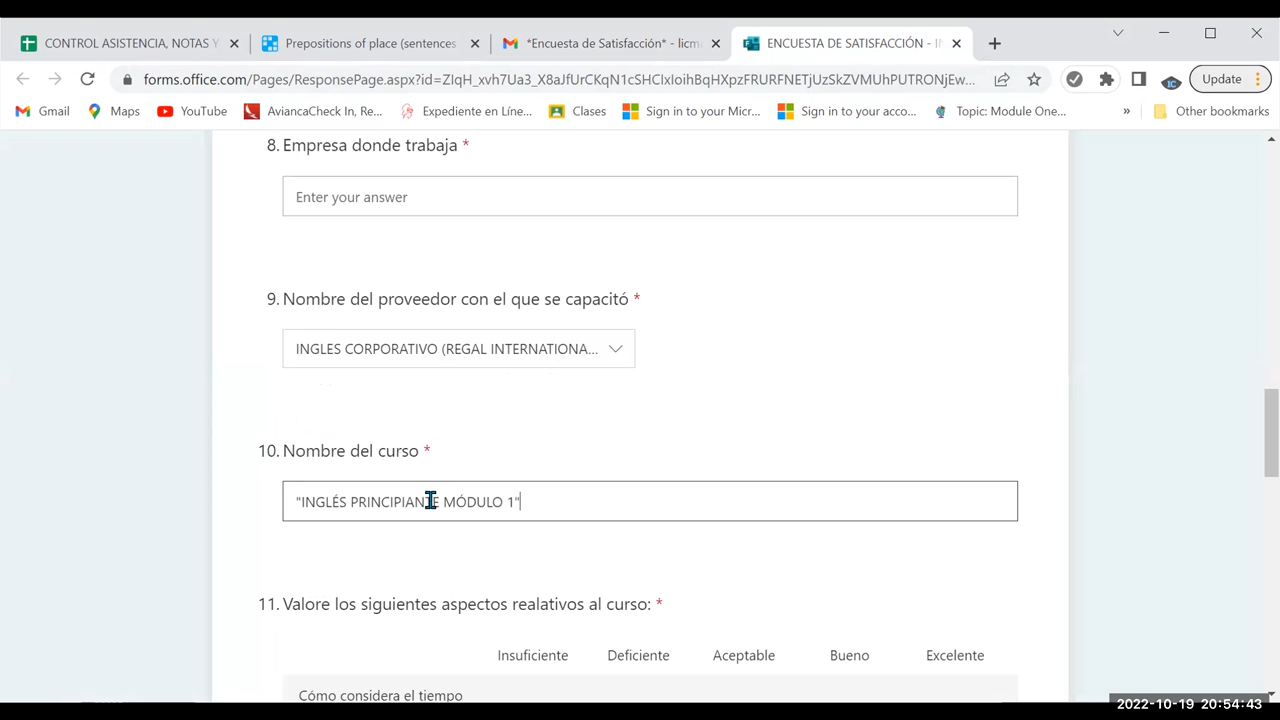 CONTROL ASISTENCIA, NOTAS Y
Prepositions of place (sentences
*Encuesta de Satisfacción* - licm
ENCUESTA DE SATISFACCIÓN - I
forms.office.com/Pages/ResponsePage.aspx?id=ZIqH_xvh7Ua3_X8aJfUrCKqN1cSHCIxIoihBqHXpzFRURFNETjUzSkZVMUhPUTRONjEw...
Update
Gmail
Maps
YouTube
AviancaCheck In, Re...
Expediente en Líne...
Clases
Sign in to your Micr...
Sign in to your acco...
Topic: Module One...
»
Other bookmarks
8. Empresa donde trabaja *
Enter your answer
9. Nombre del proveedor con el que se capacitó *
INGLES CORPORATIVO (REGAL INTERNATIONA...
10. Nombre del curso *
"INGLÉS PRINCIPIANTE MÓDULO 1"
11. Valore los siguientes aspectos realativos al curso: *
Insuficiente Deficiente Aceptable Bueno Excelente
Cómo considera el tiempo
2022-10-19 20:54:43